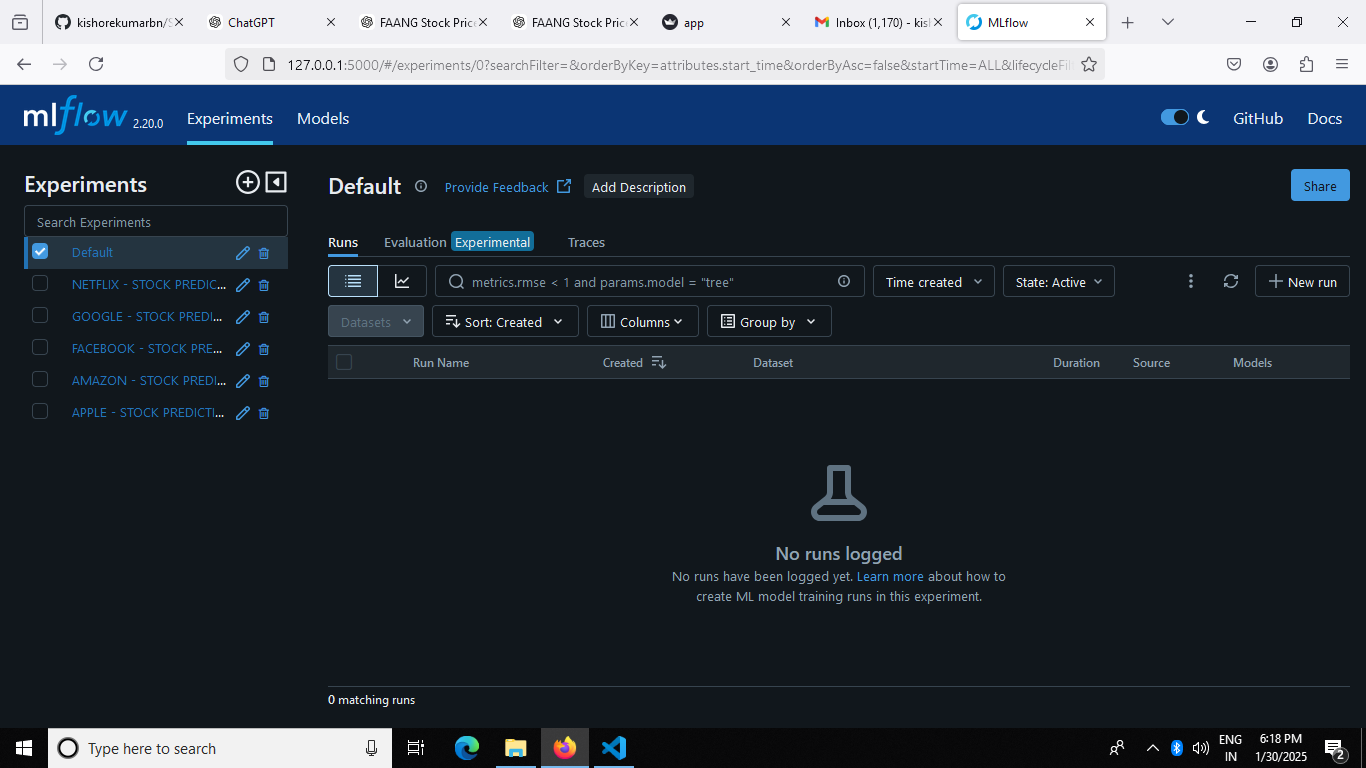 kishorekumarbn/S
ChatGPT
FAANG Stock Price
FAANG Stock Price
app
Inbox (1,170) - kish
MLflow
127.0.0.1:5000/#/experiments/0?searchFilter=&orderByKey=attributes.start_time&orderByAsc=false&startTime=ALL&lifecycleFil
mlflow 2.20.0
Experiments
Models
GitHub
Docs
Experiments
Search Experiments
Default
NETFLIX - STOCK PREDIC...
GOOGLE - STOCK PREDI...
FACEBOOK - STOCK PRE...
AMAZON - STOCK PREDI...
APPLE - STOCK PREDICTI...
Default
Provide Feedback
Add Description
Share
Runs
Evaluation Experimental
Traces
metrics.rmse < 1 and params.model = "tree"
Time created
State: Active
New run
Datasets
Sort: Created
Columns
Group by
Run Name
Created
Dataset
Duration
Source
Models
No runs logged
No runs have been logged yet. Learn more about how to
create ML model training runs in this experiment.
0 matching runs
Type here to search
ENG
IN
6:18 PM
1/30/2025
2